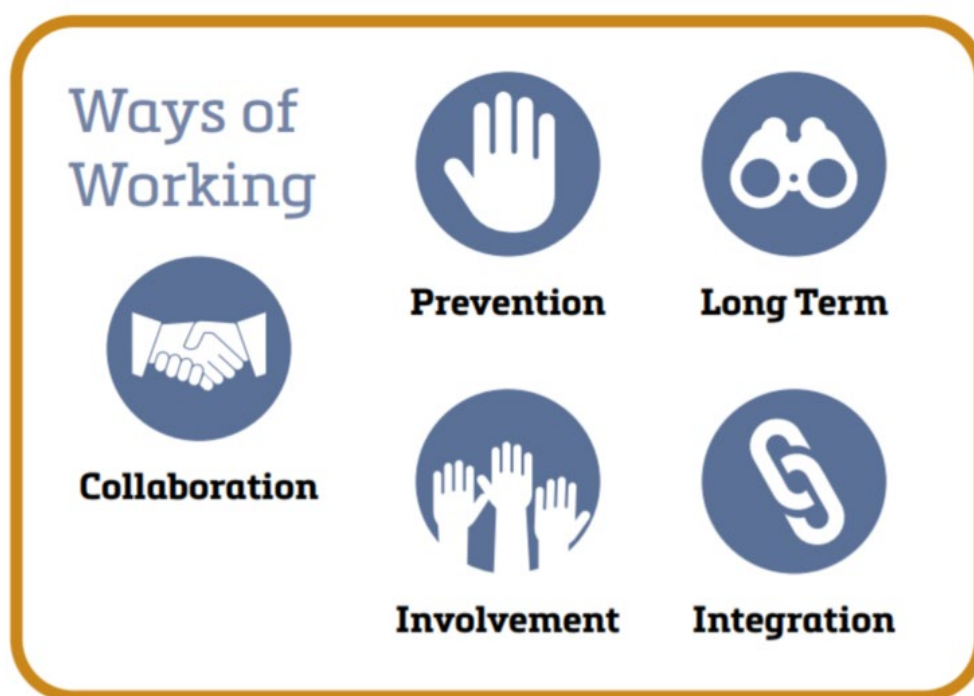 Ways of
Working
Collaboration
Prevention
Long Term
Involvement
Integration